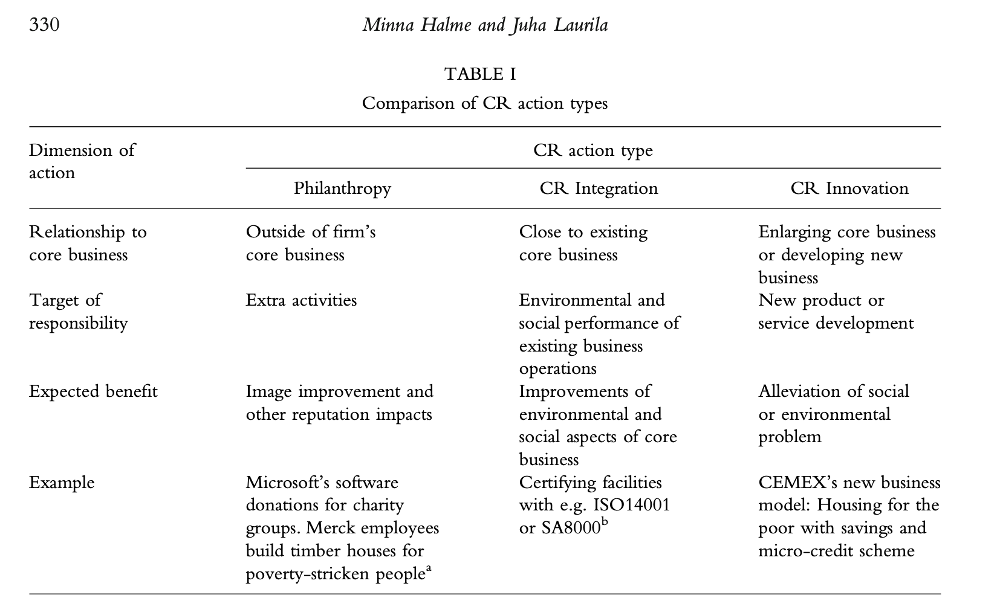 330
Minna Halme and Juha Laurila
TABLE I
Comparison of CR action types
Dimension of
action
CR action type
Philanthropy
CR Integration
CR Innovation
Relationship to
core business
Outside of firm's
core business
Close to existing
core business
Enlarging core business
or developing new
business
Target of
responsibility
Extra activities
Environmental and
social performance of
existing business
operations
New product or
service development
Expected benefit
Image improvement and
other reputation impacts
Improvements of
environmental and
social aspects of core
business
Alleviation of social
or environmental
problem
Example
Microsoft's software
donations for charity
groups. Merck employees
build timber houses for
poverty-stricken people^a
Certifying facilities
with e.g. ISO14001
or SA8000^b
CEMEX's new business
model: Housing for the
poor with savings and
micro-credit scheme